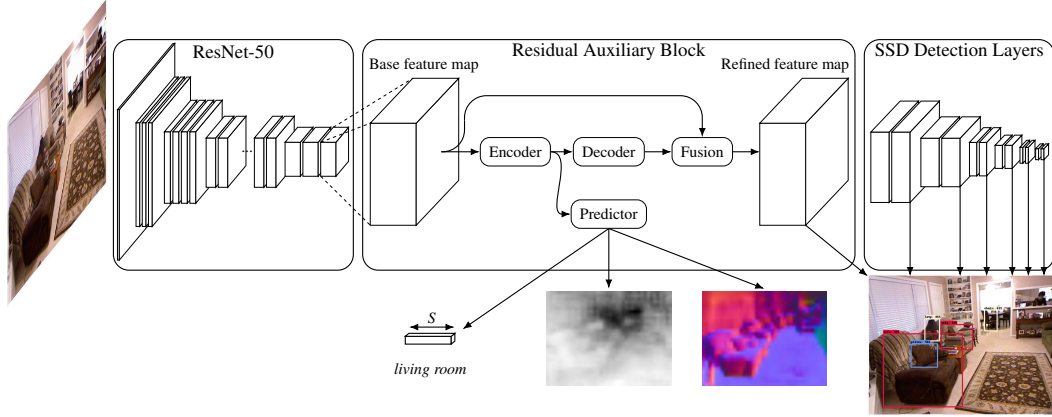 ResNet-50
Residual Auxiliary Block
SSD Detection Layers
Base feature map
Refined feature map
Encoder
Decoder
Fusion
Predictor
S
living room